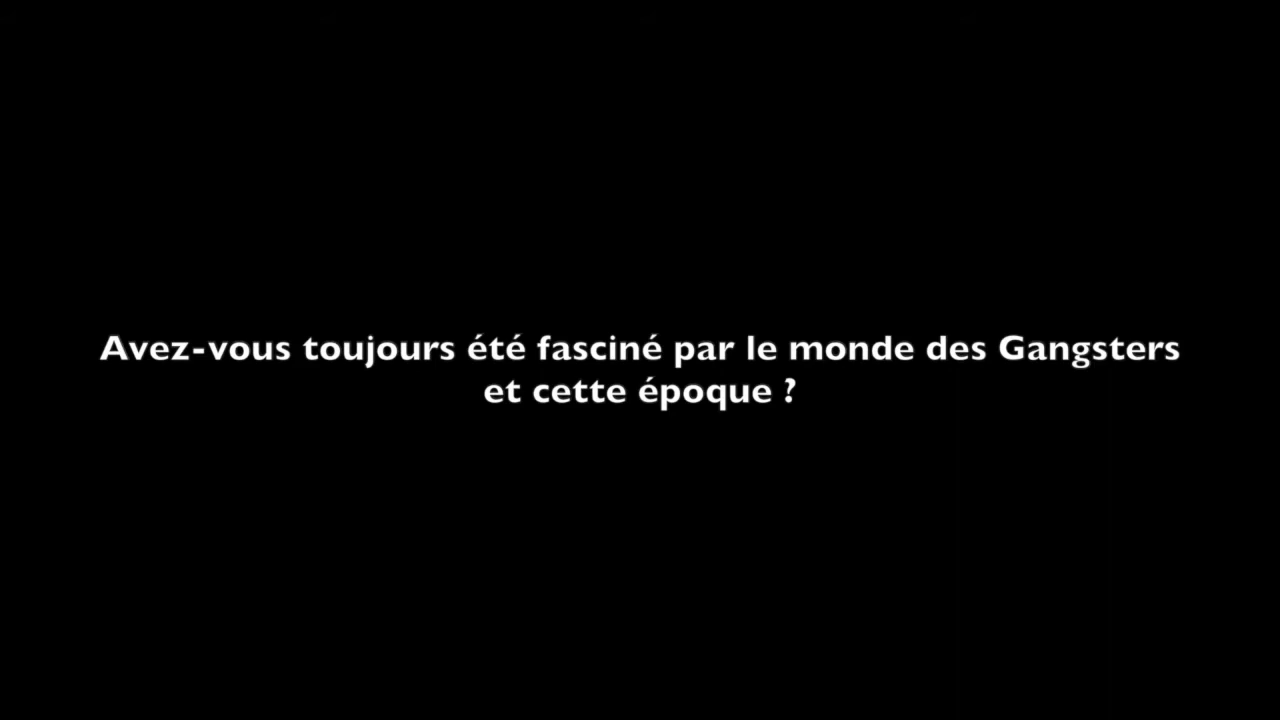 Avez-vous toujours été fasciné par le monde des Gangsters
et cette époque ?